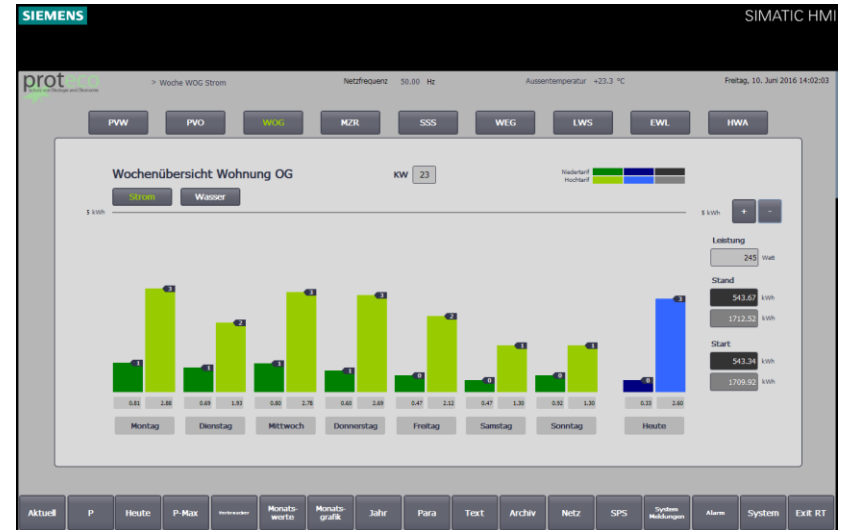 SIEMENS
SIMATIC HMI
proteco
> Woche WOG Strom
Netzfrequenz 50.00 Hz
Aussentemperatur +23.3 °C
Freitag, 10. Juni 2016 14:02:03
PVW PVO WOG MZR SSS WEG LWS EWL HWA
Wochenübersicht Wohnung OG
KW 23
Niedertarif
Hochtarif
Strom Wasser
5 kWh
5 kWh
+ -
Leistung
245 Watt
Stand
543.67 kWh
1712.52 kWh
Start
543.34 kWh
1709.92 kWh
1 3 1 2 1 3 1 3 0 2 0 1 0 1 0 3
0.81 2.88 0.69 1.93 0.80 2.78 0.60 2.69 0.47 2.12 0.47 1.30 0.92 1.30 0.33 2.60
Montag Dienstag Mittwoch Donnerstag Freitag Samstag Sonntag Heute
Aktuell P Heute P-Max Verbraucher Monats-werte Monats-grafik Jahr Para Text Archiv Netz SPS System Meldungen Alarm System Exit RT